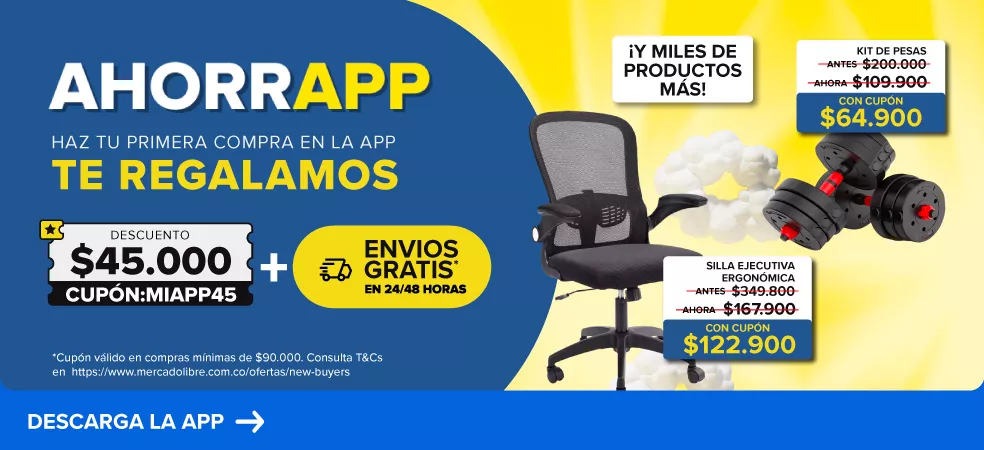 AHORRAPP
HAZ TU PRIMERA COMPRA EN LA APP
TE REGALAMOS
DESCUENTO
$45.000
CUPÓN:MIAPP45
+
ENVIOS
GRATIS*
EN 24/48 HORAS
*Cupón válido en compras mínimas de $90.000. Consulta T&Cs
en https://www.mercadolibre.com.co/ofertas/new-buyers
¡Y MILES DE
PRODUCTOS
MÁS!
KIT DE PESAS
ANTES $200.000
AHORA $109.900
CON CUPÓN
$64.900
SILLA EJECUTIVA
ERGONÓMICA
ANTES $349.800
AHORA $167.900
CON CUPÓN
$122.900
DESCARGA LA APP →